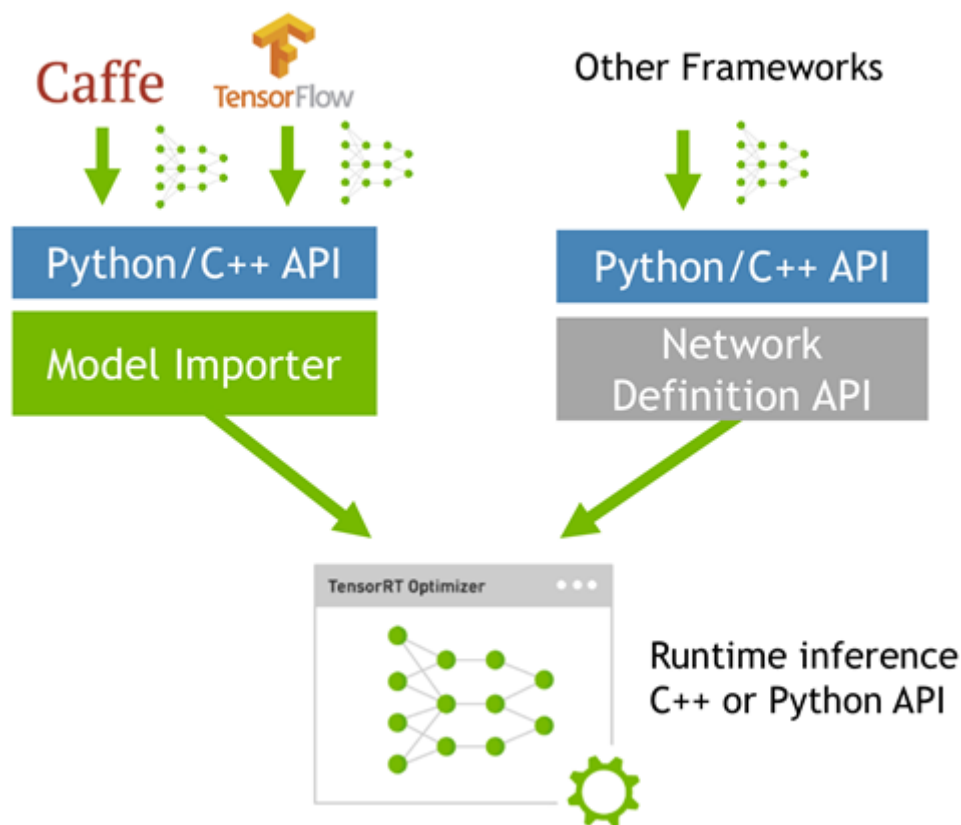 Caffe
TensorFlow
Other Frameworks
Python/C++ API
Python/C++ API
Model Importer
Network
Definition API
TensorRT Optimizer
Runtime inference
C++ or Python API